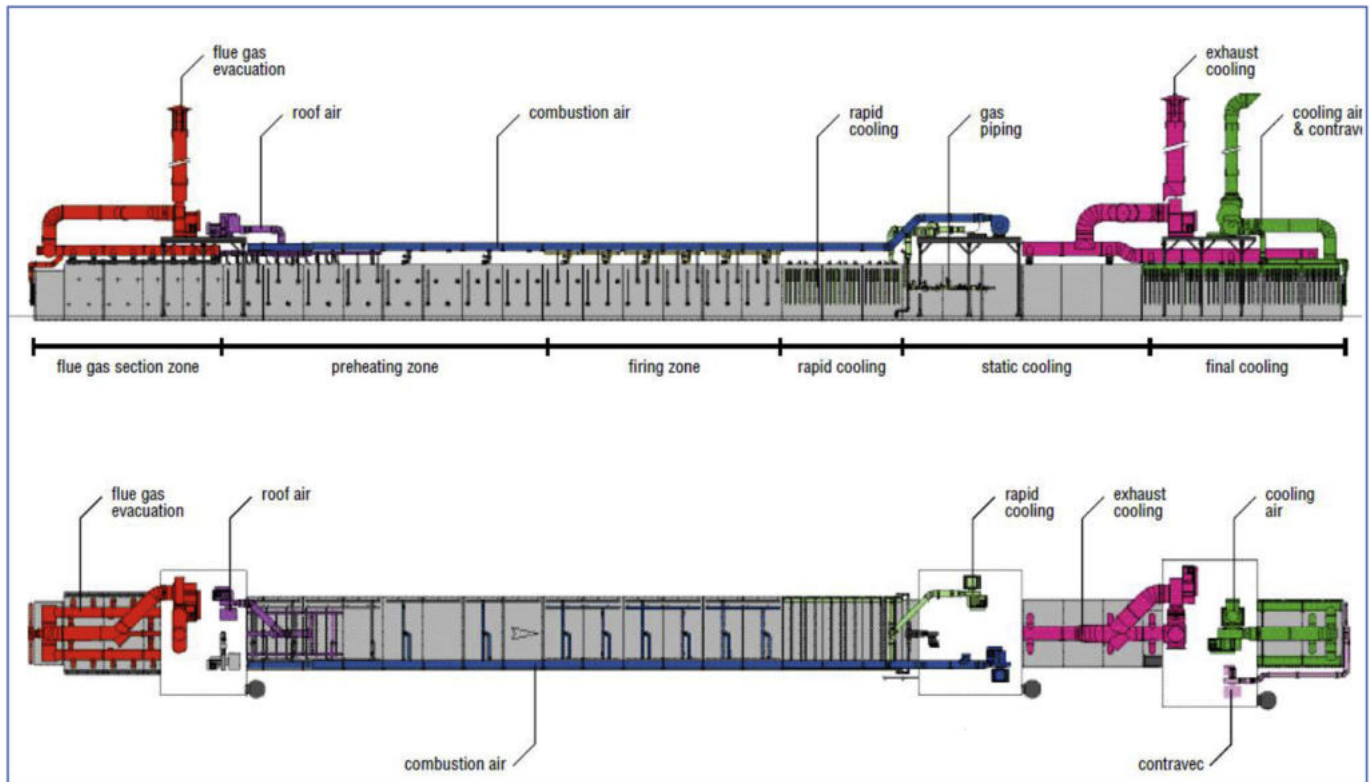 flue gas
evacuation
roof air
combustion air
rapid
cooling
gas
piping
exhaust
cooling
cooling air
& contravec
flue gas section zone
preheating zone
firing zone
rapid cooling
static cooling
final cooling
flue gas
evacuation
roof air
rapid
cooling
exhaust
cooling
cooling
air
combustion air
contravec